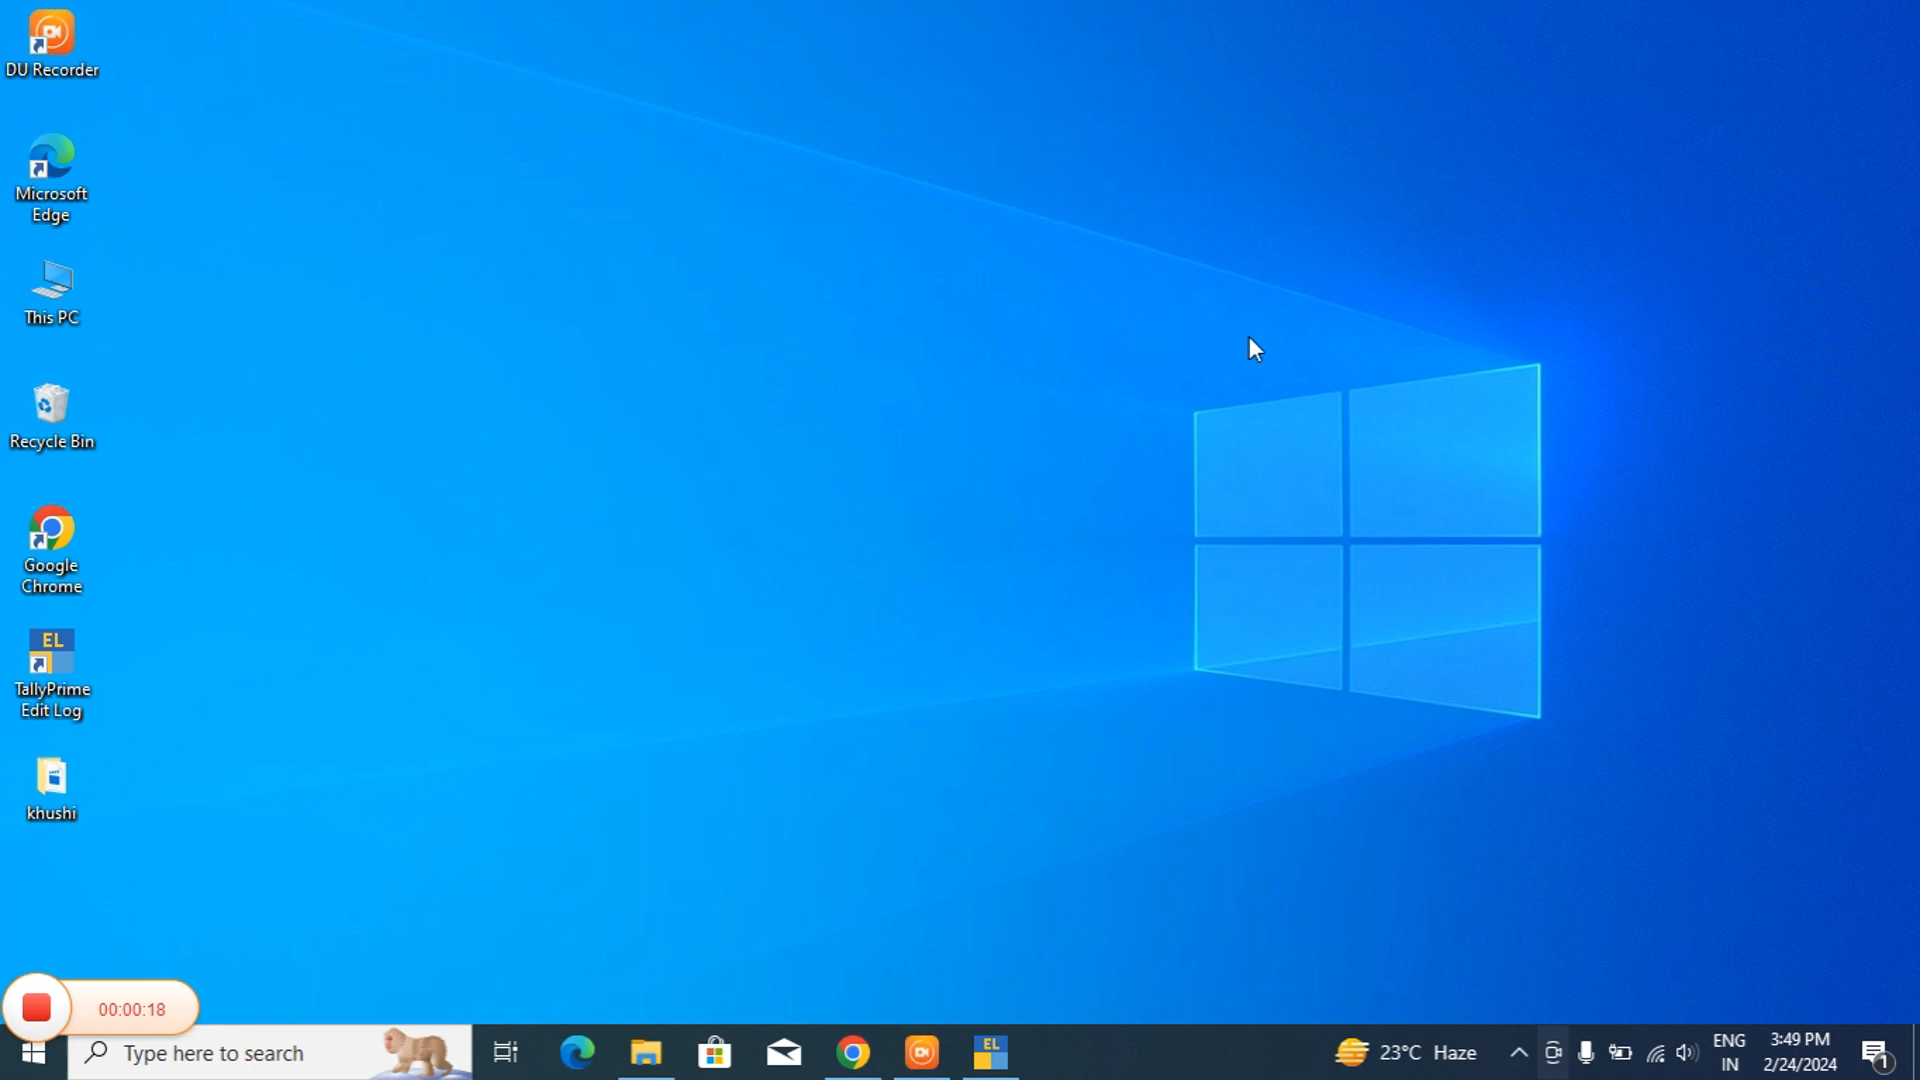 DU Recorder
Microsoft
Edge
This PC
Recycle Bin
Google
Chrome
EL
TallyPrime
Edit Log
khushi
00:00:18
Type here to search
EL
23°C Haze
ENG
IN
3:49 PM
2/24/2024
1